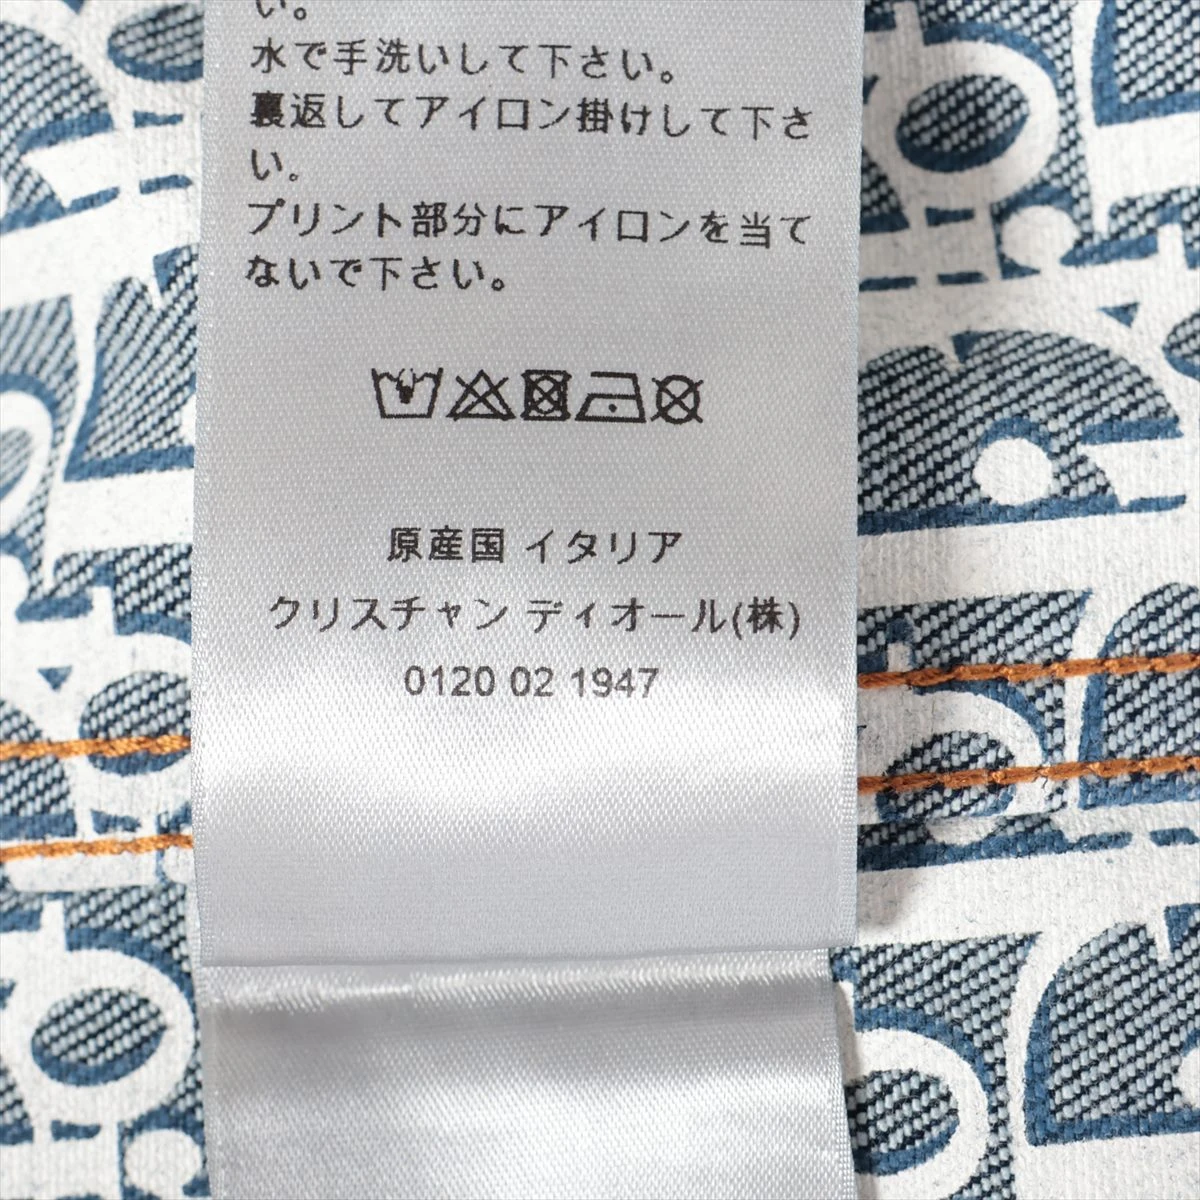 い。
水で手洗いして下さい。
裏返してアイロン掛けして下さ
い。
プリント部分にアイロンを当て
ないで下さい。
原産国 イタリア
クリスチャン ディオール(株)
0120 02 1947